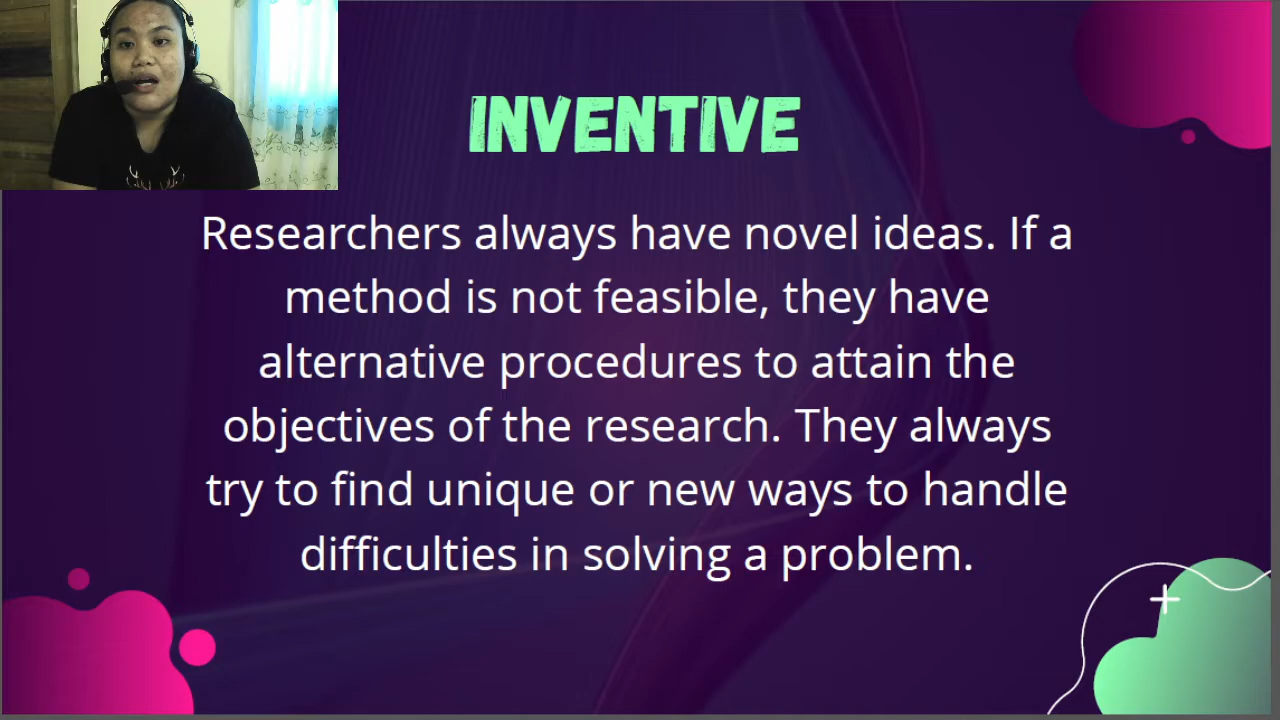 INVENTIVE
Researchers always have novel ideas. If a
method is not feasible, they have
alternative procedures to attain the
objectives of the research. They always
try to find unique or new ways to handle
difficulties in solving a problem.